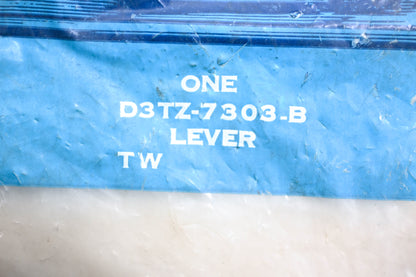 ONE
D3TZ-7303-B
LEVER
TW